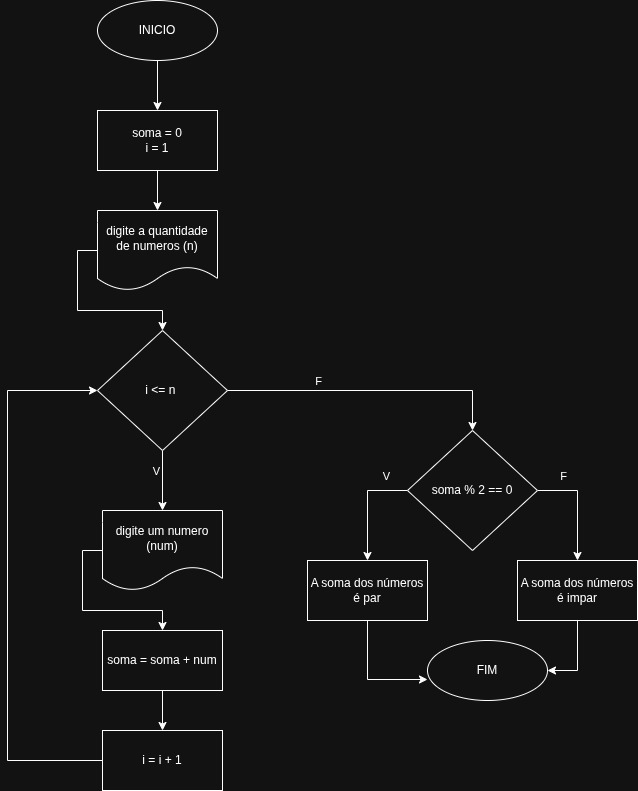 INICIO
soma = 0
i = 1
digite a quantidade
de numeros (n)
i <= n
F
V
digite um numero
(num)
soma = soma + num
i = i + 1
soma % 2 == 0
V
F
A soma dos números
é par
A soma dos números
é impar
FIM